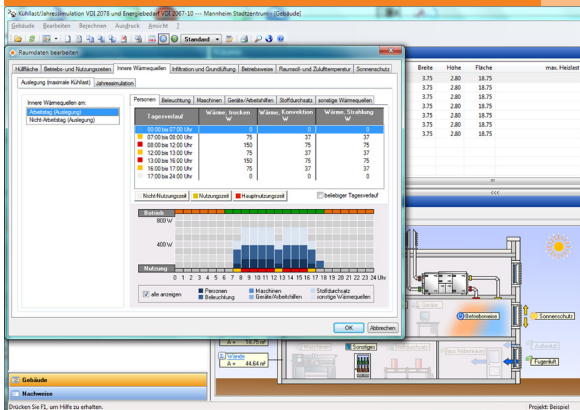 Kühllast/Jahressimulation VDI 2078 und Energiebedarf VDI 2067-10 --- Mannheim Stadtzentrum - [Gebäude]
Gebäude Bearbeiten Berechnen Ausdruck Ansicht ?
Standard
Raumdaten bearbeiten
Hüllfläche Betriebs- und Nutzungszeiten Innere Wärmequellen Infiltration und Grundlüftung Betriebsweise Raumsoll- und Zulufttemperatur Sonnenschutz
Auslegung (maximale Kühllast) Jahressimulation
Innere Wärmequellen am:
Arbeitstag (Auslegung)
Nicht-Arbeitstag (Auslegung)
Personen Beleuchtung Maschinen Geräte/Arbeitshilfen Stoffdurchsatz sonstige Wärmequellen
Tagesverlauf Wärme, trocken W Wärme, Konvektion W Wärme, Strahlung W
00:00 bis 07:00 Uhr 0 0 0
07:00 bis 08:00 Uhr 75 37 37
08:00 bis 12:00 Uhr 150 75 75
12:00 bis 13:00 Uhr 75 37 37
13:00 bis 16:00 Uhr 150 75 75
16:00 bis 17:00 Uhr 75 37 37
17:00 bis 24:00 Uhr 0 0 0
Nicht-Nutzungszeit Nutzungszeit Hauptnutzungszeit beliebiger Tagesverlauf
Betrieb
800 W
400 W
Nutzung
0 1 2 3 4 5 6 7 8 9 10 11 12 13 14 15 16 17 18 19 20 21 22 23 24 Uhr
alle anzeigen
Personen Maschinen Stoffdurchsatz
Beleuchtung Geräte/Arbeitshilfen sonstige Wärmequellen
OK Abbrechen
Breite Höhe Fläche max. Heizlast
3.75 2.80 18.75
3.75 2.80 18.75
3.75 2.80 18.75
3.75 2.80 18.75
3.75 2.80 18.75
3.75 2.80 18.75
Geräte
Betriebsweise
Sonnenschutz
Maschinen
Sonstiges
Stoffdurchsatz
Außenluft
Fugenluft
A = 18.75 m²
Wände
A = 44.64 m²
Gebäude
Nachweise
Drücken Sie F1, um Hilfe zu erhalten.
Projekt: Beispiel